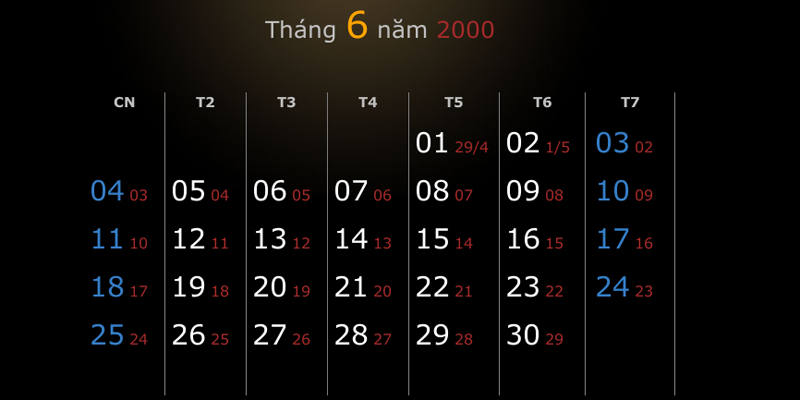 Tháng 6 năm 2000
CN T2 T3 T4 T5 T6 T7
01 29/4 02 1/5 03 02
04 03 05 04 06 05 07 06 08 07 09 08 10 09
11 10 12 11 13 12 14 13 15 14 16 15 17 16
18 17 19 18 20 19 21 20 22 21 23 22 24 23
25 24 26 25 27 26 28 27 29 28 30 29